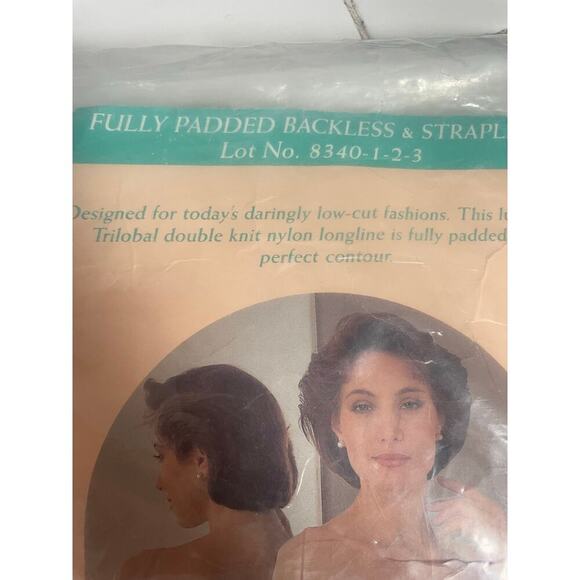 FULLY PADDED BACKLESS & STRAPL
Lot No. 8340-1-2-3
Designed for today's daringly low-cut fashions. This lu
Trilobal double knit nylon longline is fully padded
perfect contour.